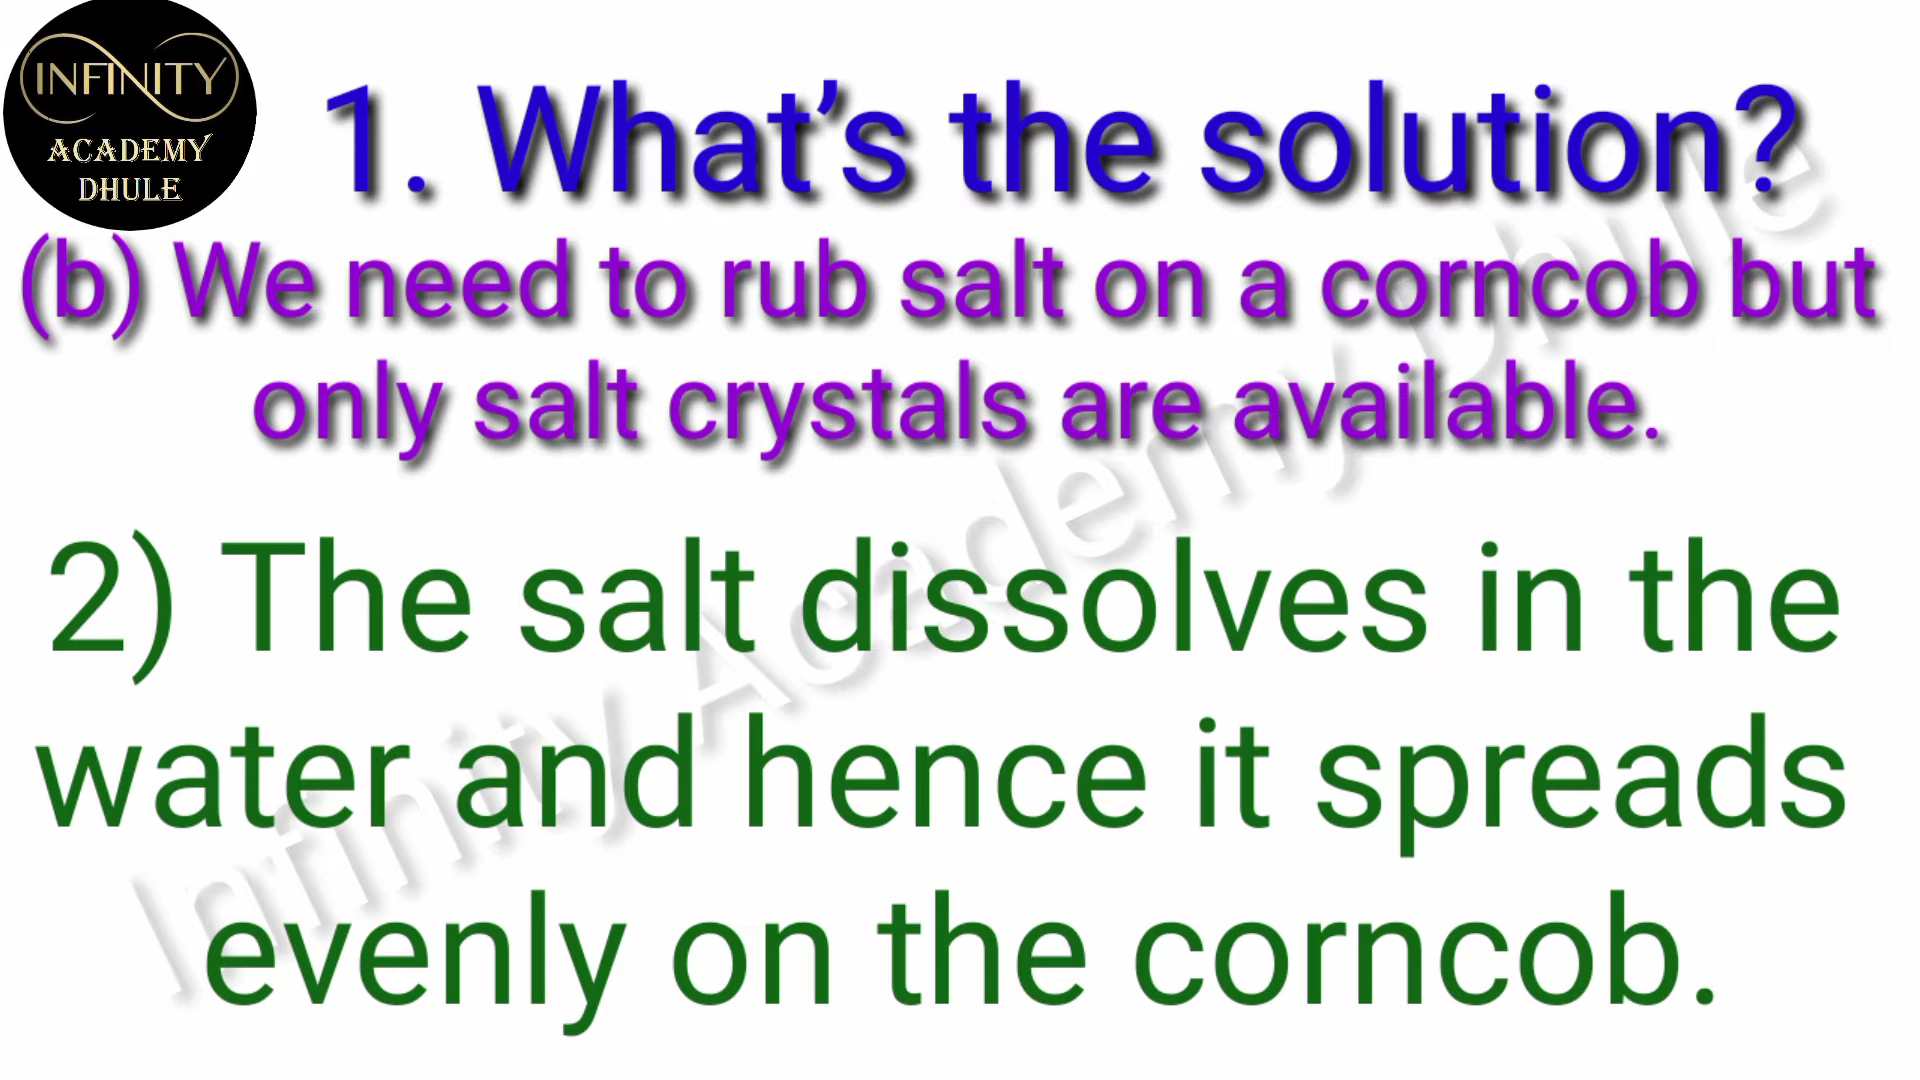 INFINITY
ACADEMY
DHULE
1. What’s the solution?
(b) We need to rub salt on a corncob but
only salt crystals are available.
2) The salt dissolves in the
water and hence it spreads
evenly on the corncob.
Infinity Academy Dhule